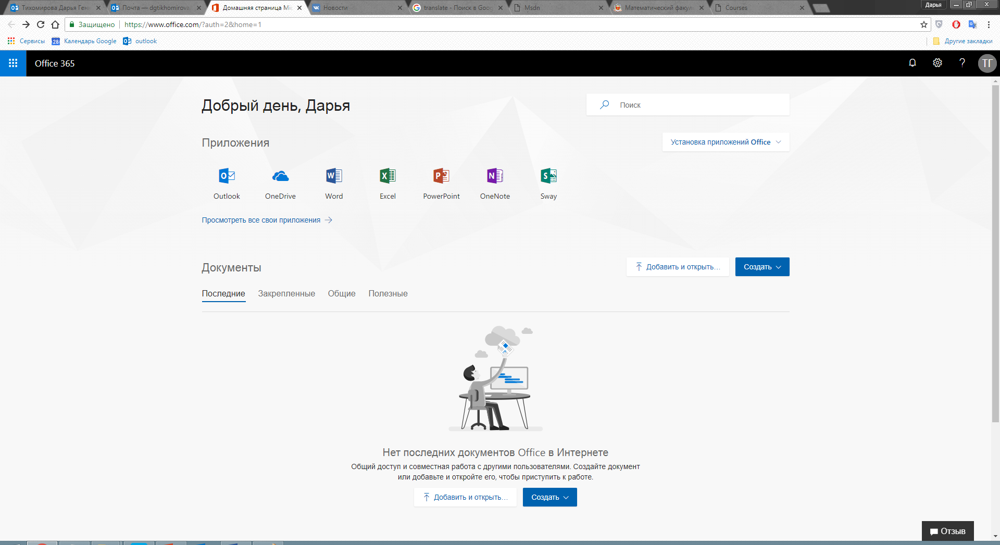 Тихомирова Дарья Генн
Почта — dgtikhomirova
Домашняя страница Mic
Новости
translate - Поиск в Goog
Msdn
Математический факуль
Courses
Дарья
Защищено
https://www.office.com/?auth=2&home=1
Сервисы
28
Календарь Google
outlook
Другие закладки
Office 365
?
ТГ
Добрый день, Дарья
Поиск
Приложения
Установка приложений Office
Outlook
OneDrive
Word
Excel
PowerPoint
OneNote
Sway
Просмотреть все свои приложения
Документы
Добавить и открыть...
Создать
Последние
Закрепленные
Общие
Полезные
Нет последних документов Office в Интернете
Общий доступ и совместная работа с другими пользователями. Создайте документ
или добавьте и откройте его, чтобы приступить к работе.
Добавить и открыть...
Создать
Отзыв